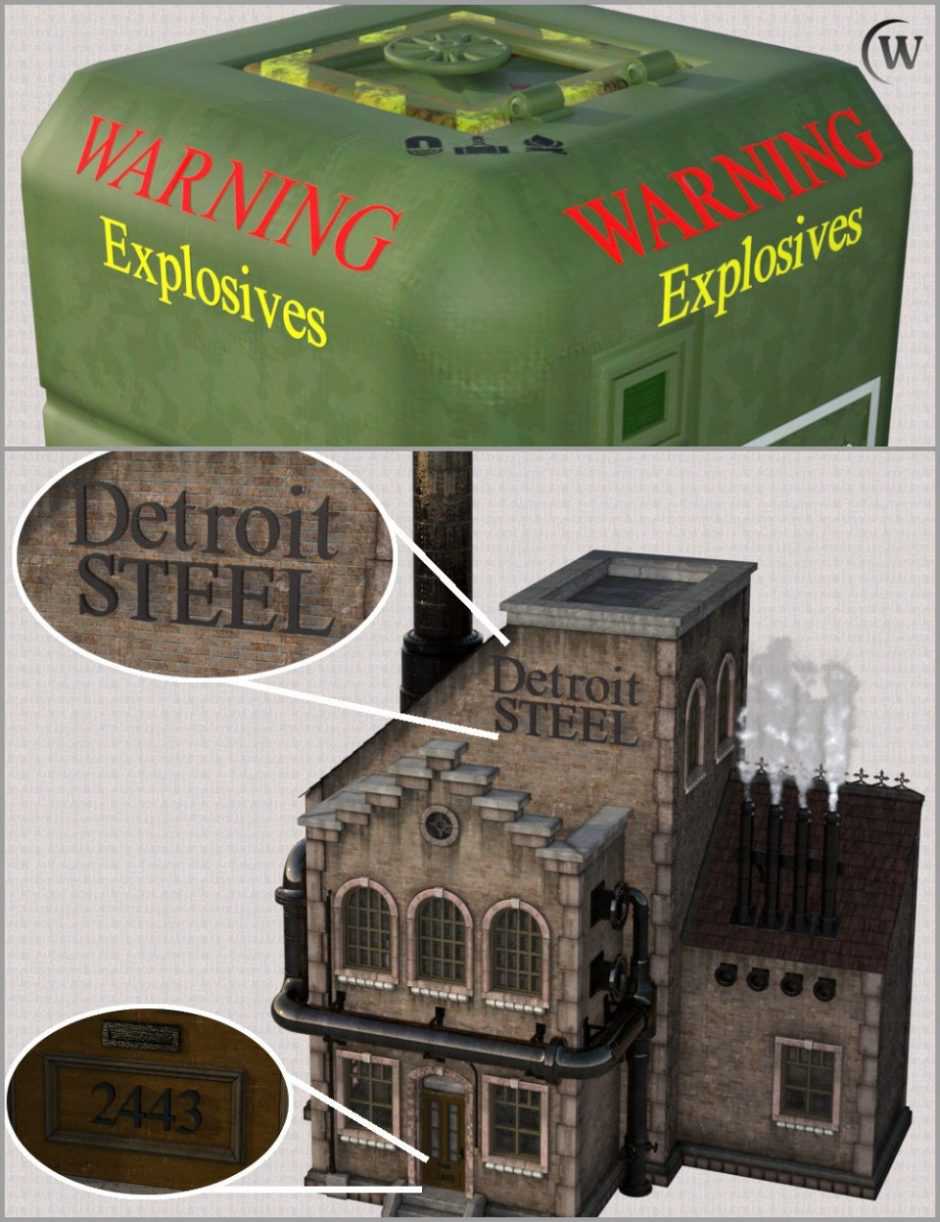 W
WARNING
Explosives
WARNING
Explosives
Detroit
STEEL
Detroit
STEEL
2443